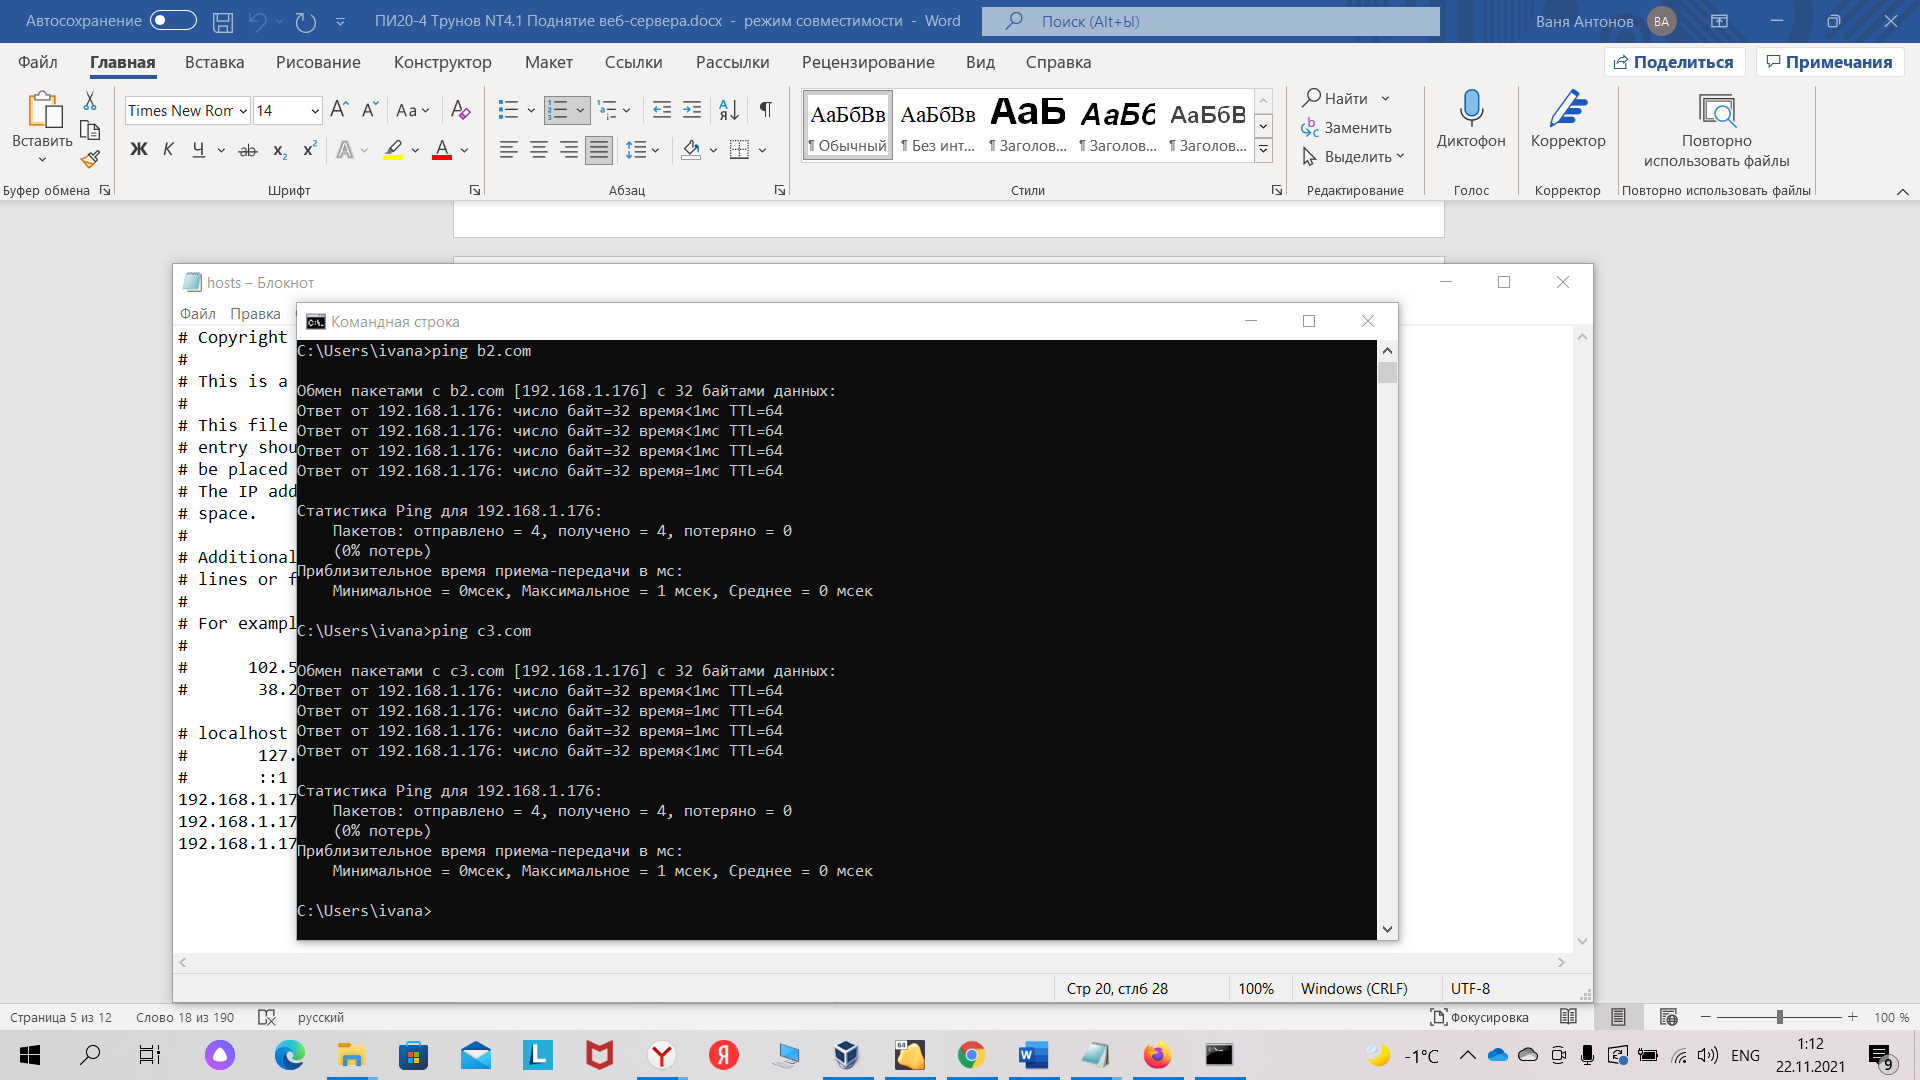 Автосохранение
ПИ20-4 Трунов NT4.1 Поднятие веб-сервера.docx - режим совместимости - Word
Поиск (Alt+Ы)
Ваня Антонов
ВА
Файл Главная Вставка Рисование Конструктор Макет Ссылки Рассылки Рецензирование Вид Справка
Поделиться
Примечания
Вставить
Буфер обмена
Times New Rom
14
Aa
Ж К Ч ab x₂ x²
Шрифт
Абзац
АаБбВв АаБбВв АаБ АаБб АаБбВ
¶ Обычный ¶ Без инт... ¶ Заголов... ¶ Заголов... ¶ Заголов...
Стили
Найти
Заменить
Выделить
Редактирование
Диктофон
Голос
Корректор
Корректор
Повторно
использовать файлы
Повторно использовать файлы
hosts – Блокнот
Файл Правка
# Copyright
#
# This is a
#
# This file
# entry shou
# be placed
# The IP add
# space.
#
# Additional
# lines or f
#
# For exampl
#
# 102.5
# 38.2
# localhost
# 127.
# ::1
192.168.1.17
192.168.1.17
192.168.1.17
Командная строка
C:\Users\ivana>ping b2.com
Обмен пакетами с b2.com [192.168.1.176] с 32 байтами данных:
Ответ от 192.168.1.176: число байт=32 время<1мс TTL=64
Ответ от 192.168.1.176: число байт=32 время<1мс TTL=64
Ответ от 192.168.1.176: число байт=32 время<1мс TTL=64
Ответ от 192.168.1.176: число байт=32 время=1мс TTL=64
Статистика Ping для 192.168.1.176:
Пакетов: отправлено = 4, получено = 4, потеряно = 0
(0% потерь)
Приблизительное время приема-передачи в мс:
Минимальное = 0мсек, Максимальное = 1 мсек, Среднее = 0 мсек
C:\Users\ivana>ping c3.com
Обмен пакетами с c3.com [192.168.1.176] с 32 байтами данных:
Ответ от 192.168.1.176: число байт=32 время<1мс TTL=64
Ответ от 192.168.1.176: число байт=32 время=1мс TTL=64
Ответ от 192.168.1.176: число байт=32 время=1мс TTL=64
Ответ от 192.168.1.176: число байт=32 время<1мс TTL=64
Статистика Ping для 192.168.1.176:
Пакетов: отправлено = 4, получено = 4, потеряно = 0
(0% потерь)
Приблизительное время приема-передачи в мс:
Минимальное = 0мсек, Максимальное = 1 мсек, Среднее = 0 мсек
C:\Users\ivana>
Стр 20, стлб 28
100%
Windows (CRLF)
UTF-8
Страница 5 из 12
Слово 18 из 190
русский
Фокусировка
100 %
-1°C
ENG
1:12
22.11.2021
9